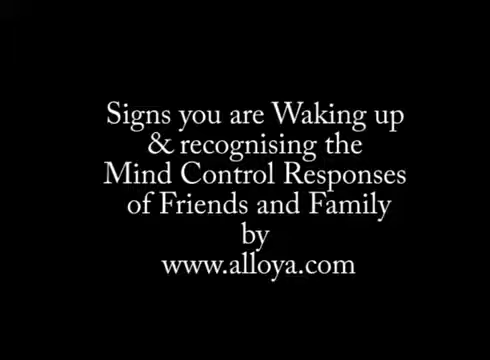 Signs you are Waking up
& recognising the
Mind Control Responses
of Friends and Family
by
www.alloya.com